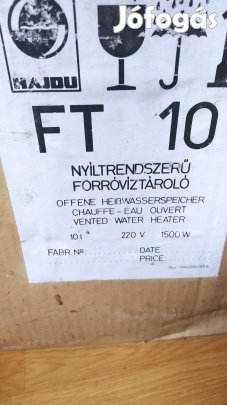 Jófogás
HAJDU
FT 10
NYÍLTRENDSZERŰ
FORRÓVÍZTÁROLÓ
OFFENE HEIßWASSERSPEICHER
CHAUFFE-EAU OUVERT
VENTED WATER HEATER
10 l 220 V 1500 W
FABR Nr: DATE
PRICE